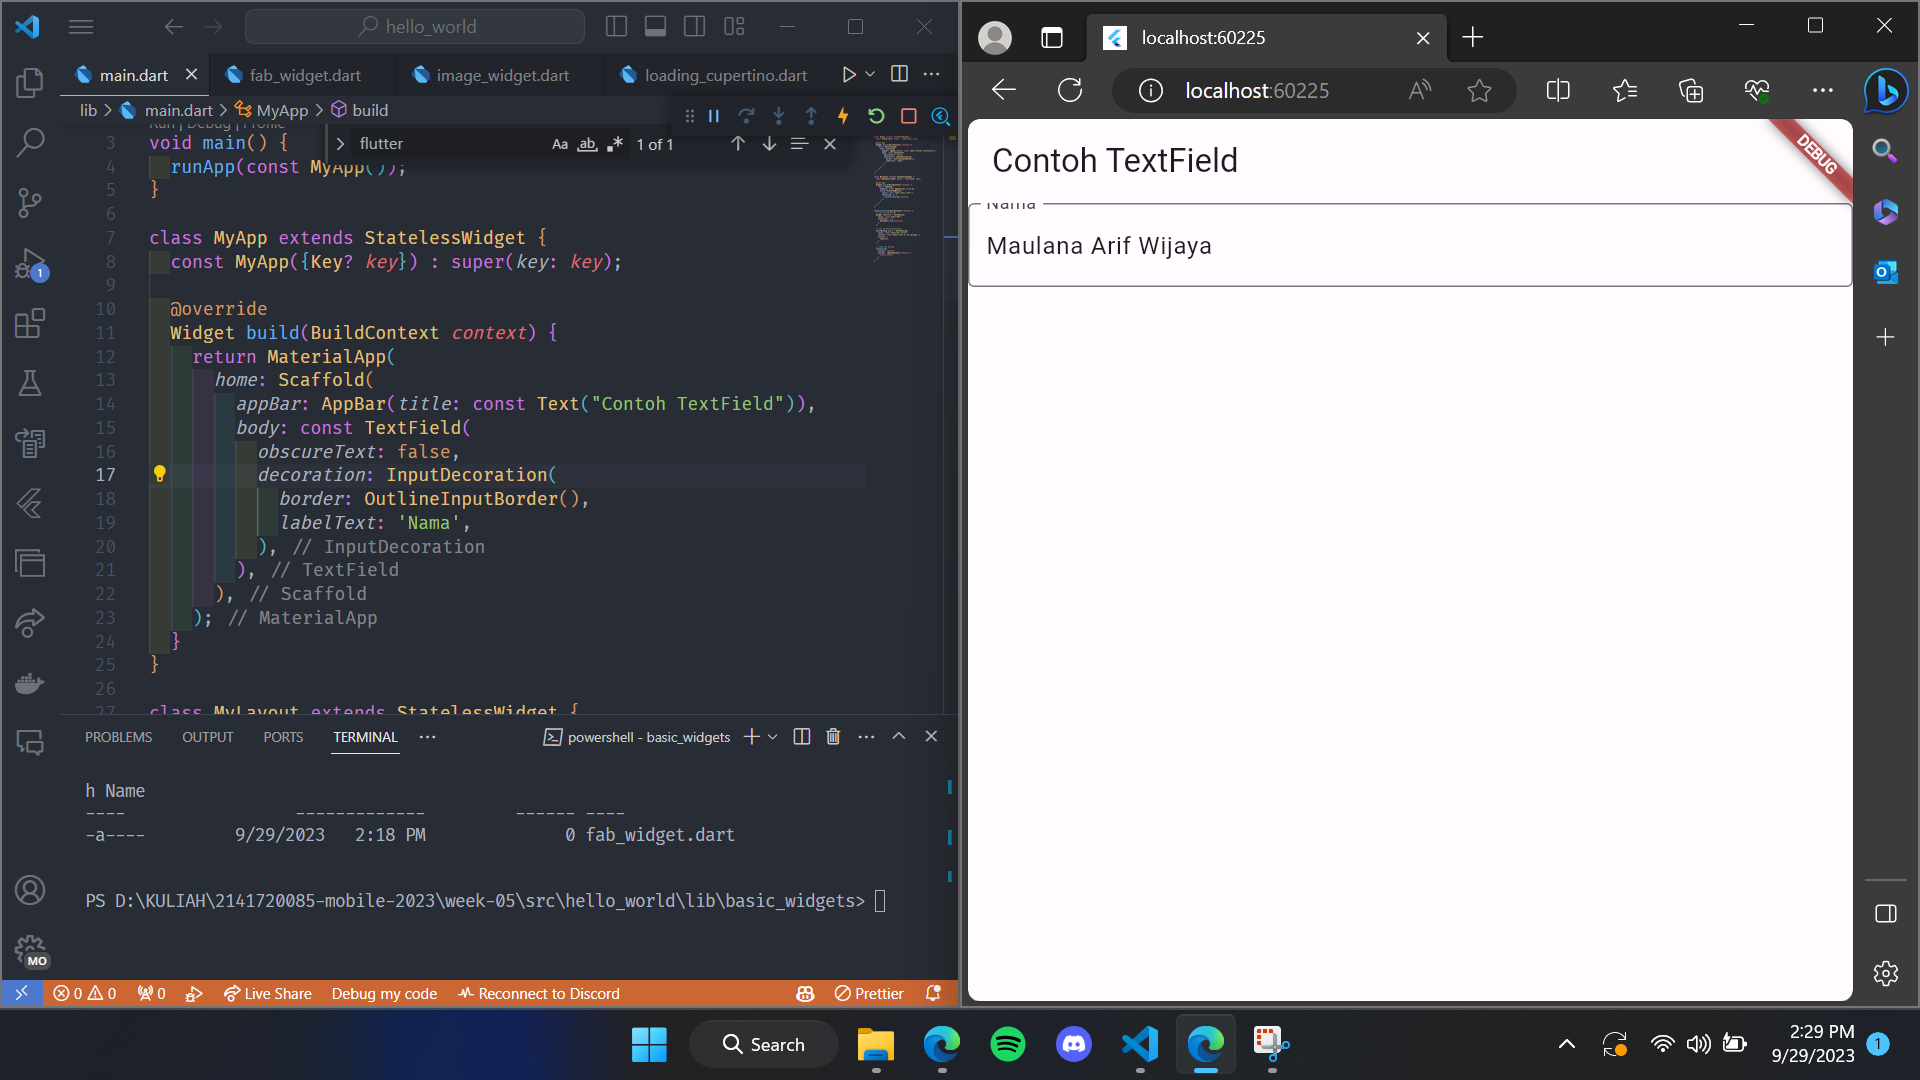 hello_world
main.dart
fab_widget.dart
image_widget.dart
loading_cupertino.dart
lib > main.dart > MyApp > build
Run | Debug | Profile
flutter
Aa ab .* 1 of 1
3 void main() {
4 runApp(const MyApp());
5 }
6
7 class MyApp extends StatelessWidget {
8 const MyApp({Key? key}) : super(key: key);
9
10 @override
11 Widget build(BuildContext context) {
12 return MaterialApp(
13 home: Scaffold(
14 appBar: AppBar(title: const Text("Contoh TextField")),
15 body: const TextField(
16 obscureText: false,
17 decoration: InputDecoration(
18 border: OutlineInputBorder(),
19 labelText: 'Nama',
20 ), // InputDecoration
21 ), // TextField
22 ), // Scaffold
23 ); // MaterialApp
24 }
25 }
26
27 class MyLayout extends StatelessWidget {
1
PROBLEMS OUTPUT PORTS TERMINAL
powershell - basic_widgets
h Name
---- ------------- ------ ----
-a---- 9/29/2023 2:18 PM 0 fab_widget.dart
PS D:\KULIAH\2141720085-mobile-2023\week-05\src\hello_world\lib\basic_widgets>
MO
0 0 0 Live Share Debug my code Reconnect to Discord Prettier
localhost:60225
localhost:60225
Contoh TextField
DEBUG
Nama
Maulana Arif Wijaya
Search
2:29 PM
9/29/2023
1